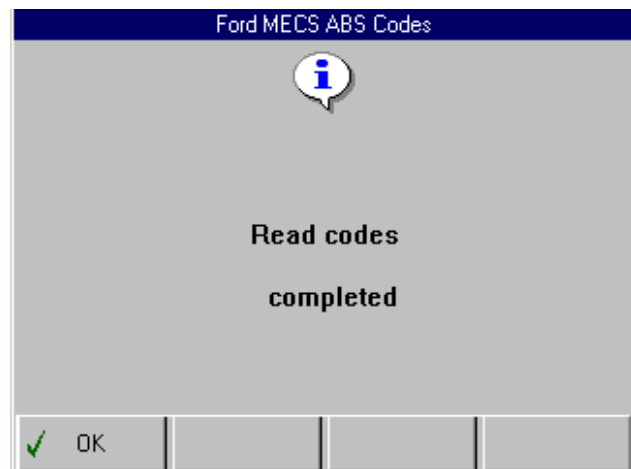 Ford MECS ABS Codes
i
Read codes
completed
OK